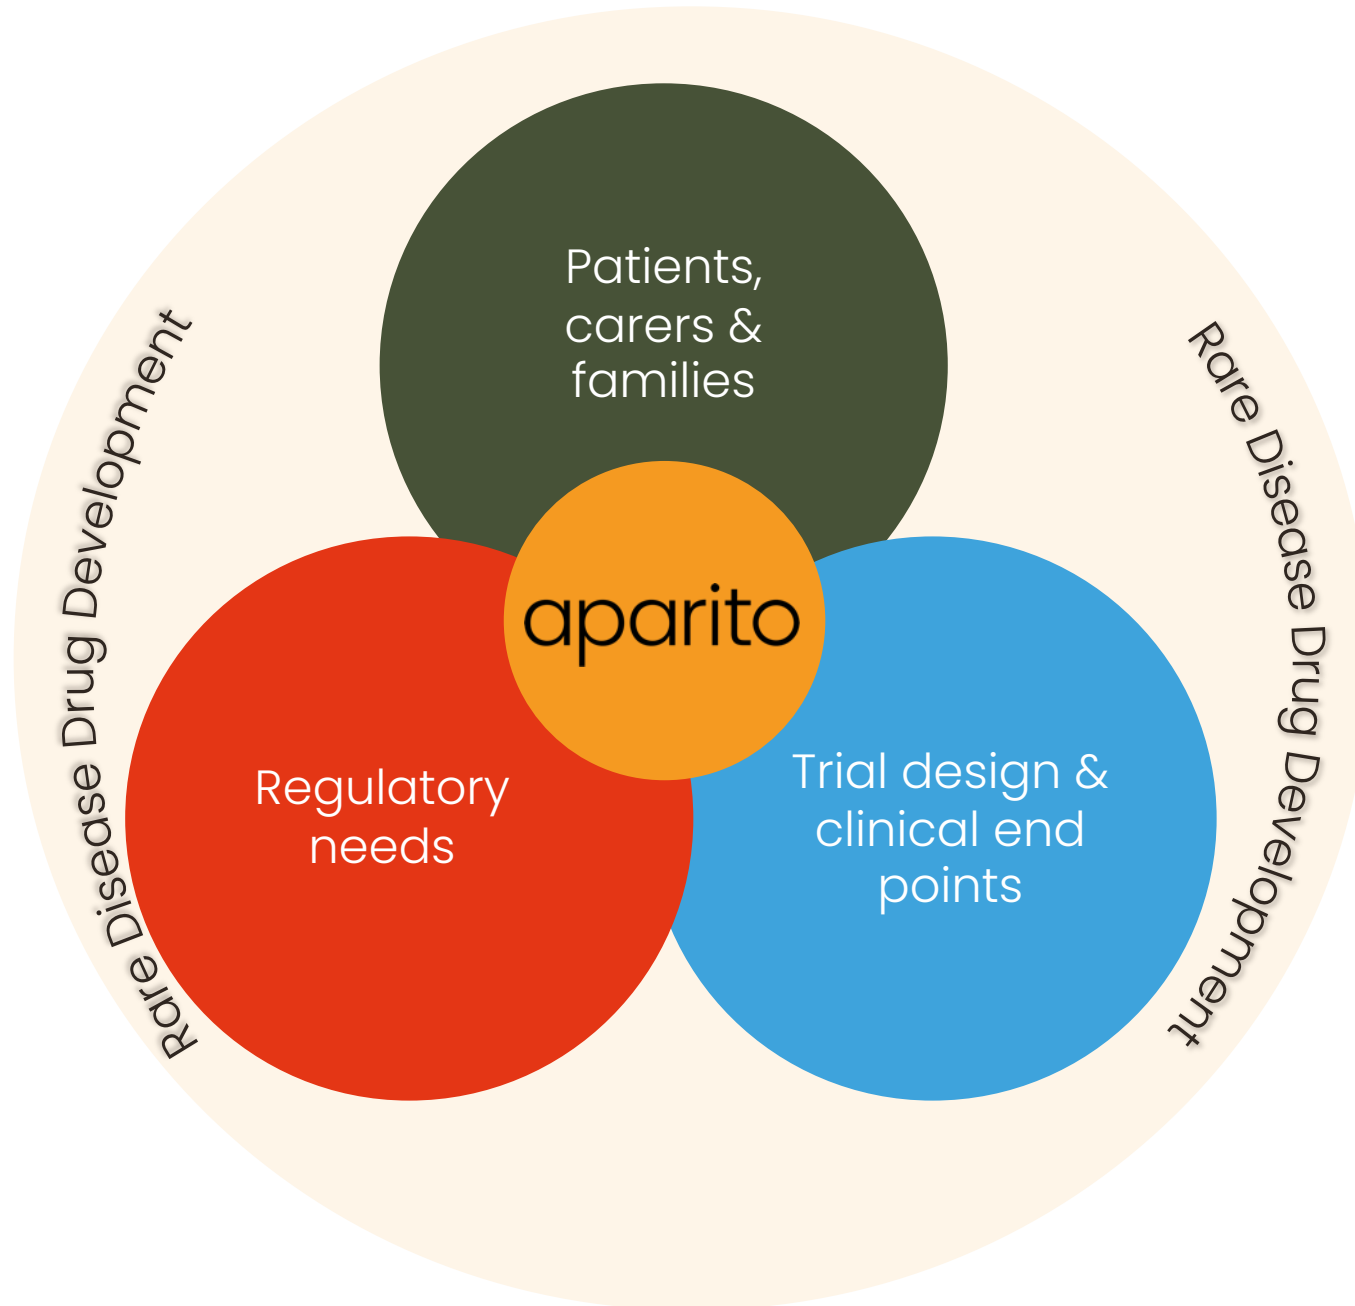 Patients,
carers &
families
Rare Disease Drug Development
Rare Disease Drug Development
aparito
Regulatory
needs
Trial design &
clinical end
points